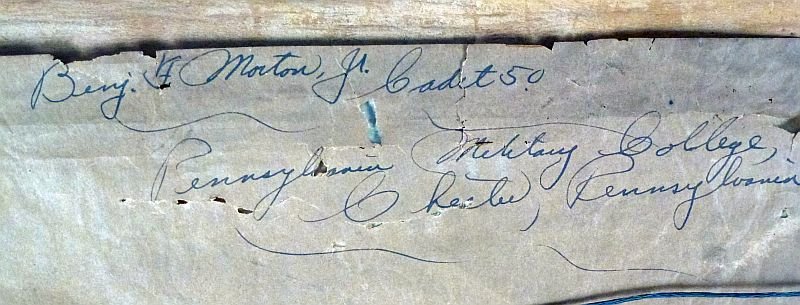 Benj. F Morton, Jr. Cadet 50.
Pennsylvania Military College,
Chester, Pennsylvania